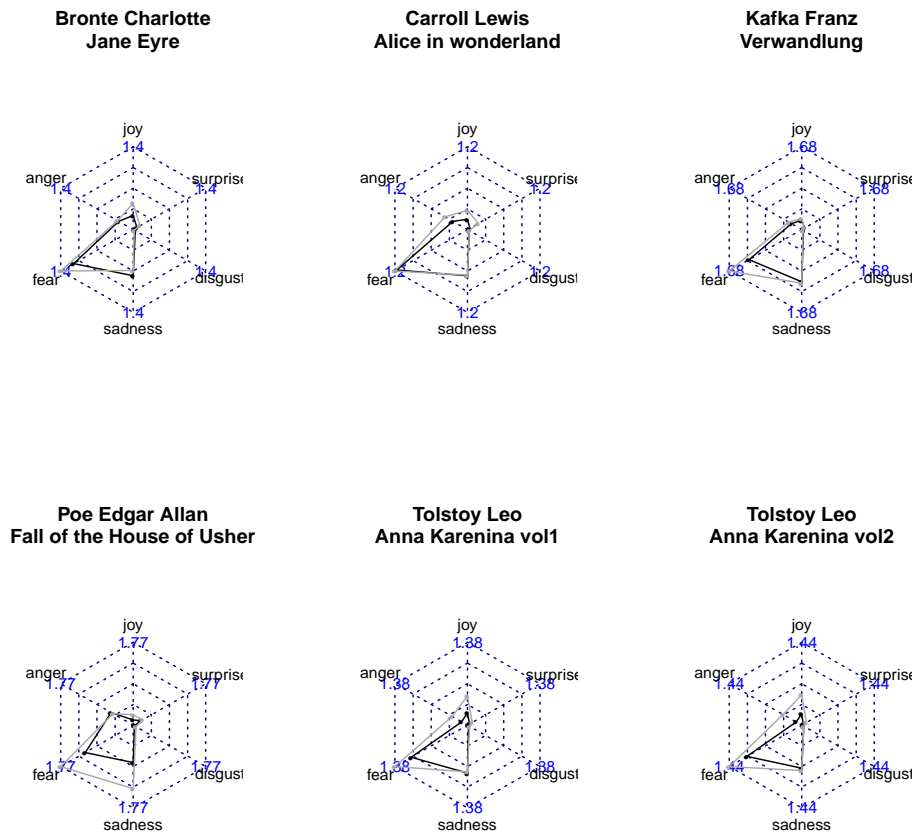 Bronte Charlotte
Jane Eyre
joy
1.4
anger
1.4
surprise
1.4
fear
1.4
disgust
1.4
sadness
1.4
Carroll Lewis
Alice in wonderland
joy
1.2
anger
1.2
surprise
1.2
fear
1.2
disgust
1.2
sadness
1.2
Kafka Franz
Verwandlung
joy
1.68
anger
1.68
surprise
1.68
fear
1.68
disgust
1.68
sadness
1.68
Poe Edgar Allan
Fall of the House of Usher
joy
1.77
anger
1.77
surprise
1.77
fear
1.77
disgust
1.77
sadness
1.77
Tolstoy Leo
Anna Karenina vol1
joy
1.38
anger
1.38
surprise
1.38
fear
1.38
disgust
1.38
sadness
1.38
Tolstoy Leo
Anna Karenina vol2
joy
1.44
anger
1.44
surprise
1.44
fear
1.44
disgust
1.44
sadness
1.44